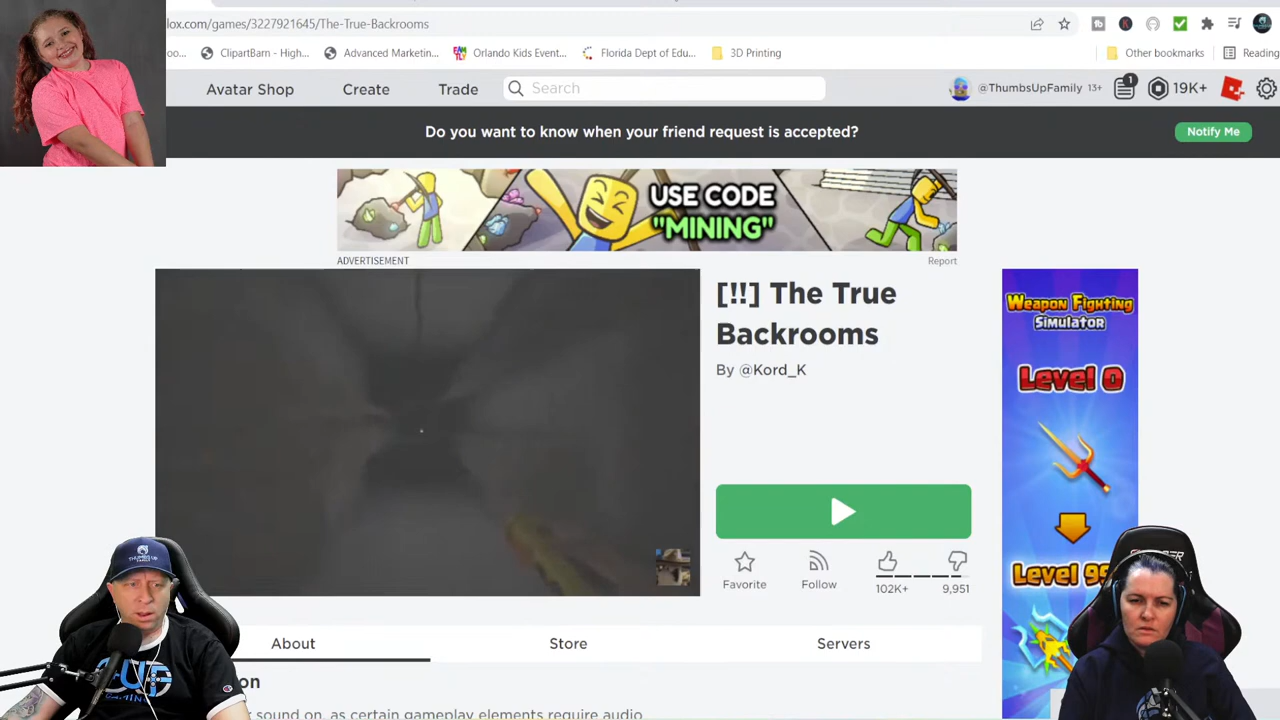 lox.com/games/3227921645/The-True-Backrooms
oo...
ClipartBarn - High...
Advanced Marketin...
Orlando Kids Event...
Florida Dept of Edu...
3D Printing
Other bookmarks
Reading
Avatar Shop
Create
Trade
Search
@ThumbsUpFamily 13+
1
19K+
Do you want to know when your friend request is accepted?
Notify Me
USE CODE
"MINING"
ADVERTISEMENT
Report
[!!] The True
Backrooms
By @Kord_K
Weapon Fighting
Simulator
Level 0
Level 99
Favorite
Follow
102K+
9,951
About
Store
Servers
on
sound on, as certain gameplay elements require audio